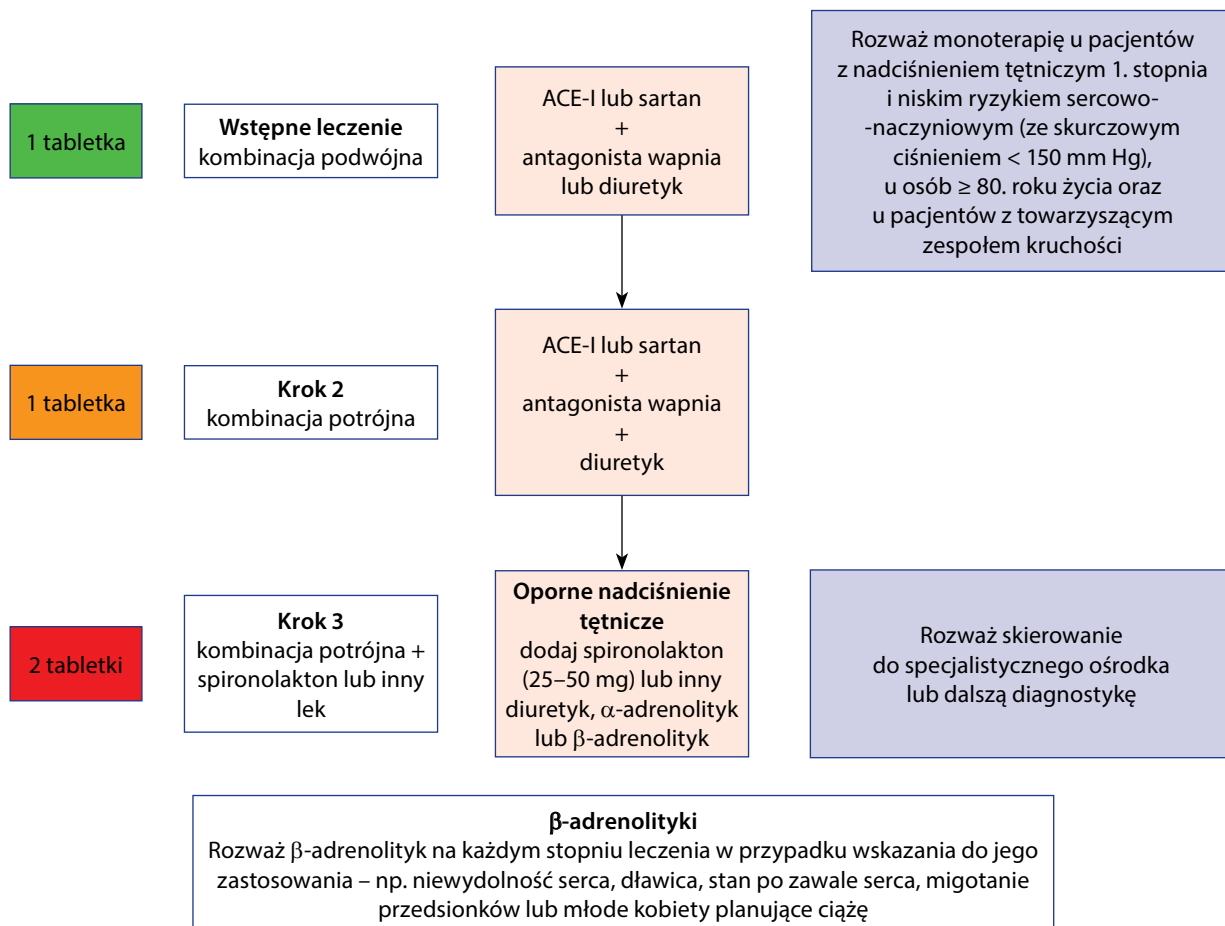 1 tabletka
Wstępne leczenie
kombinacja podwójna
ACE-I lub sartan
+
antagonista wapnia
lub diuretyk
Rozważ monoterapię u pacjentów
z nadciśnieniem tętniczym 1. stopnia
i niskim ryzykiem sercowo-
-naczyniowym (ze skurczowym
ciśnieniem < 150 mm Hg),
u osób ≥ 80. roku życia oraz
u pacjentów z towarzyszącym
zespołem kruchości
1 tabletka
Krok 2
kombinacja potrójna
ACE-I lub sartan
+
antagonista wapnia
+
diuretyk
2 tabletki
Krok 3
kombinacja potrójna +
spironolakton lub inny
lek
Oporne nadciśnienie
tętnicze
dodaj spironolakton
(25–50 mg) lub inny
diuretyk, α-adrenolityk
lub β-adrenolityk
Rozważ skierowanie
do specjalistycznego ośrodka
lub dalszą diagnostykę
β-adrenolityki
Rozważ β-adrenolityk na każdym stopniu leczenia w przypadku wskazania do jego
zastosowania – np. niewydolność serca, dławica, stan po zawale serca, migotanie
przedsionków lub młode kobiety planujące ciążę